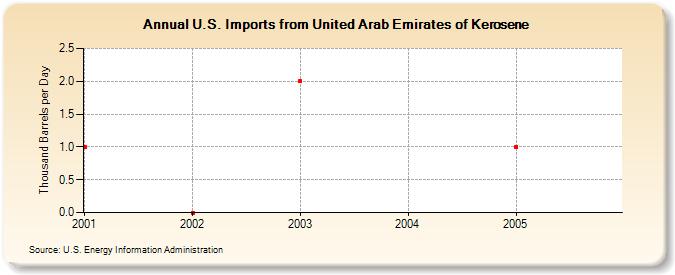 Annual U.S. Imports from United Arab Emirates of Kerosene
Thousand Barrels per Day
2.5
2.0
1.5
1.0
0.5
0.0
2001 2002 2003 2004 2005
Source: U.S. Energy Information Administration